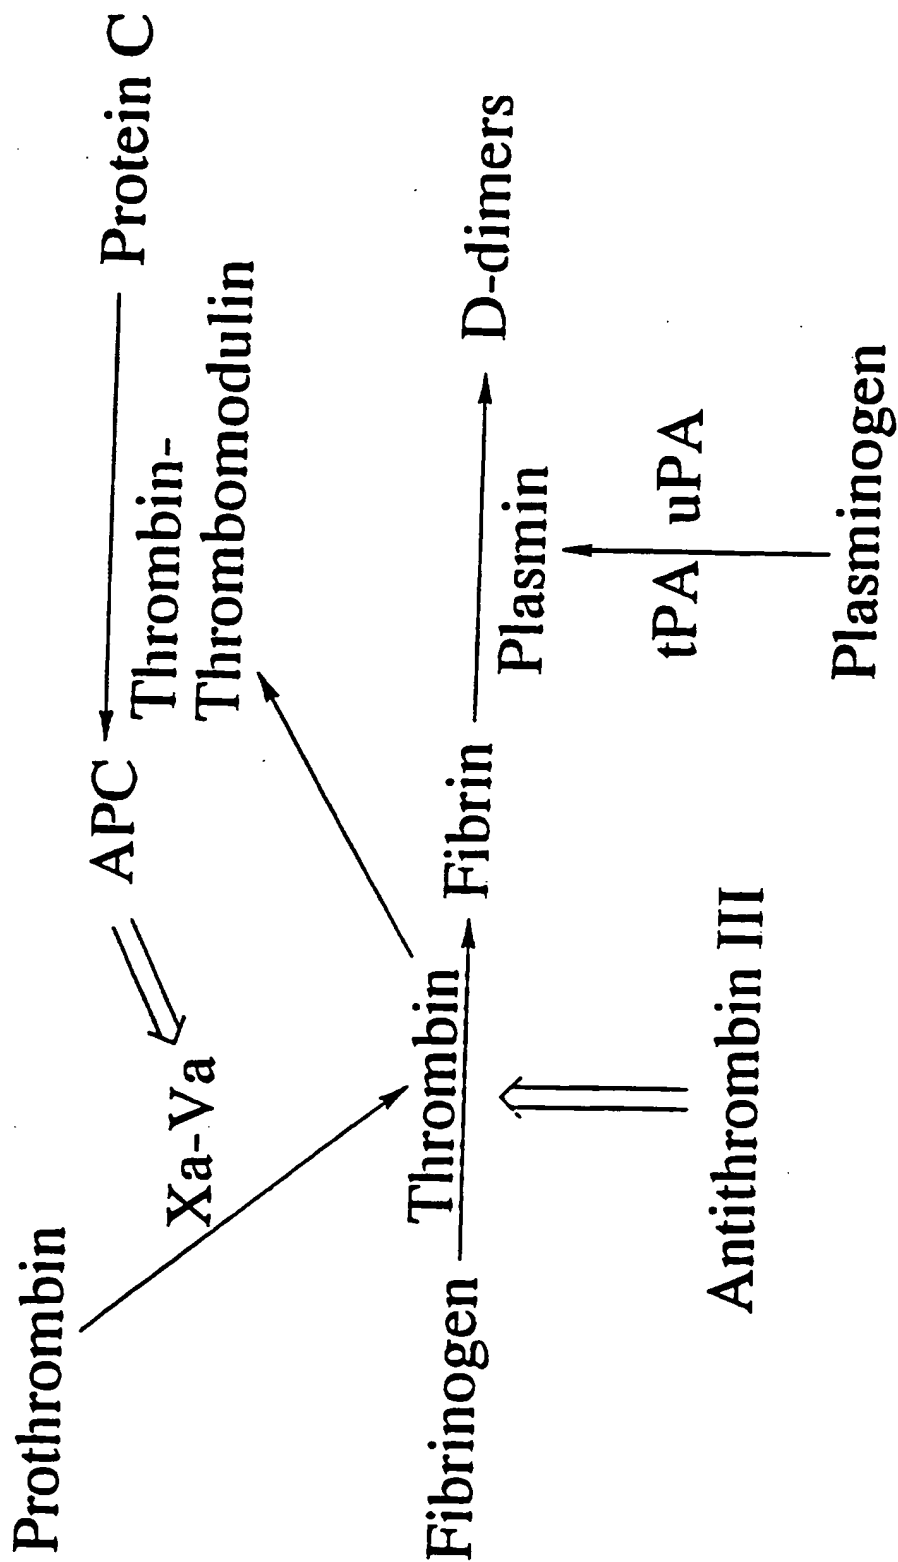 Prothrombin
Xa-Va
APC
Protein C
Thrombin-
Thrombomodulin
Fibrinogen
Thrombin
Fibrin
Plasmin
D-dimers
tPA uPA
Antithrombin III
Plasminogen